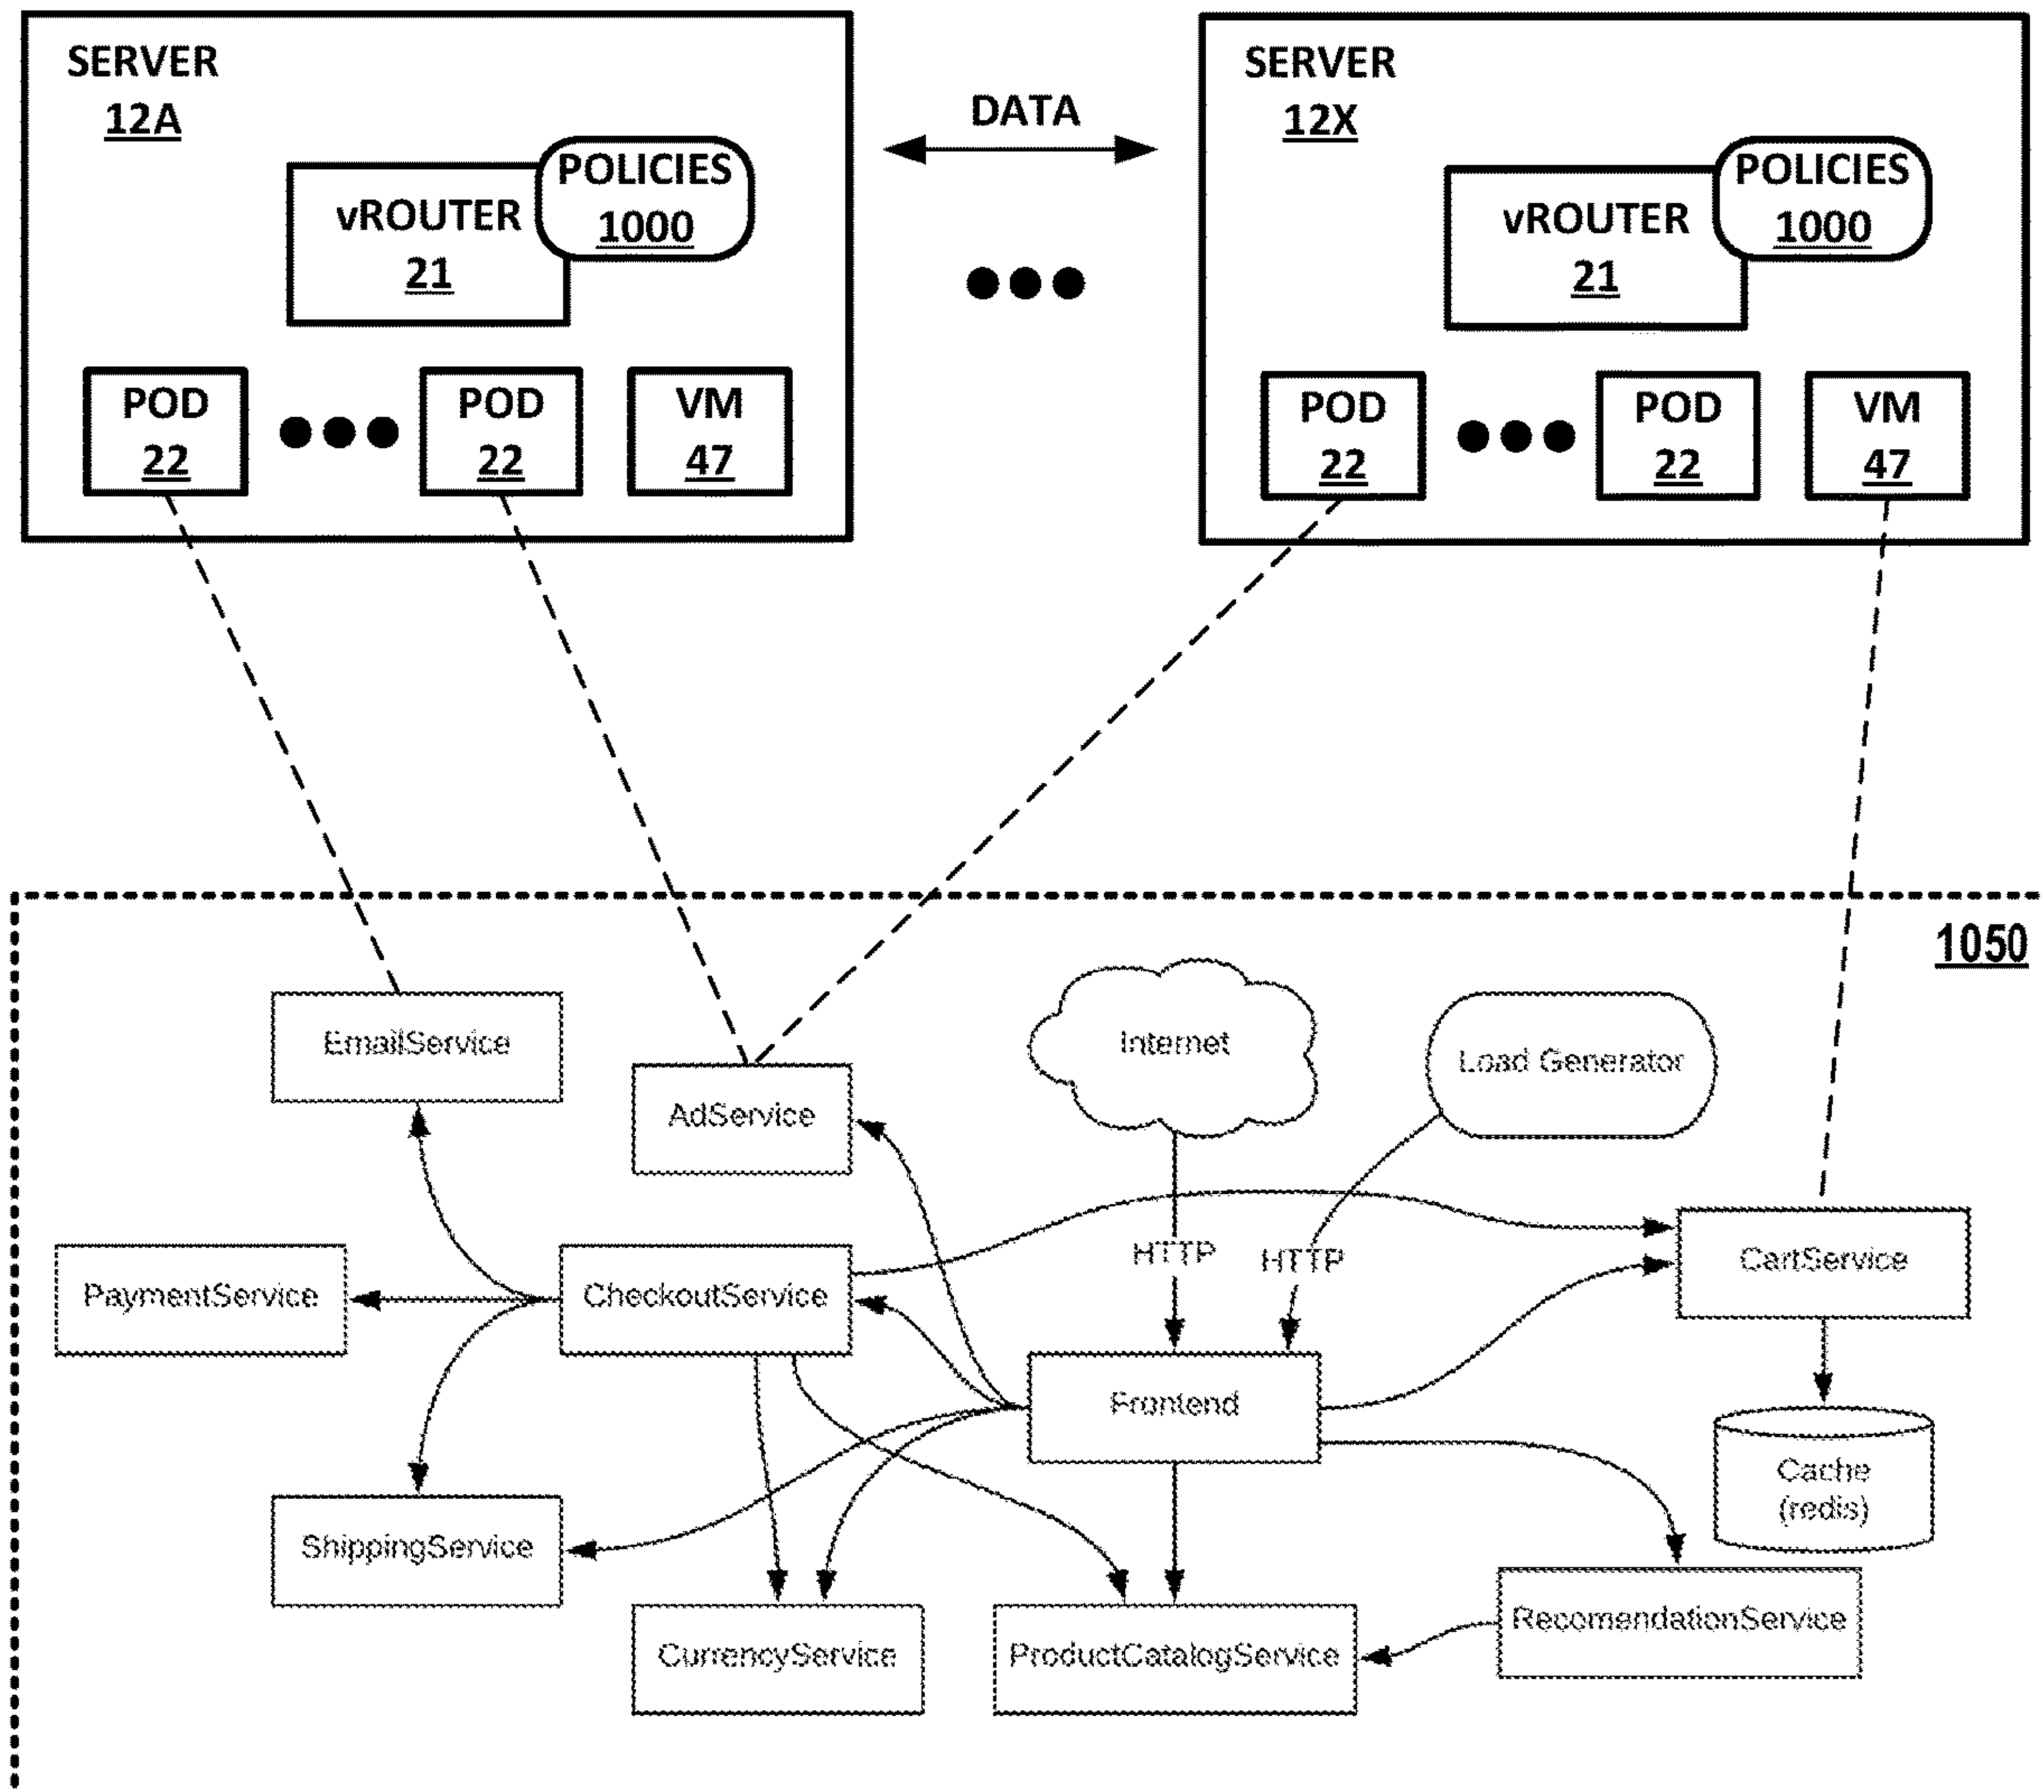 SERVER
12A
vROUTER
21
POLICIES
1000
POD
22
POD
22
VM
47
DATA
SERVER
12X
vROUTER
21
POLICIES
1000
POD
22
POD
22
VM
47
1050
EmailService
AdService
Internet
Load Generator
HTTP
HTTP
PaymentService
CheckoutService
CartService
Frontend
Cache
(redis)
ShippingService
CurrencyService
ProductCatalogService
RecomendationService